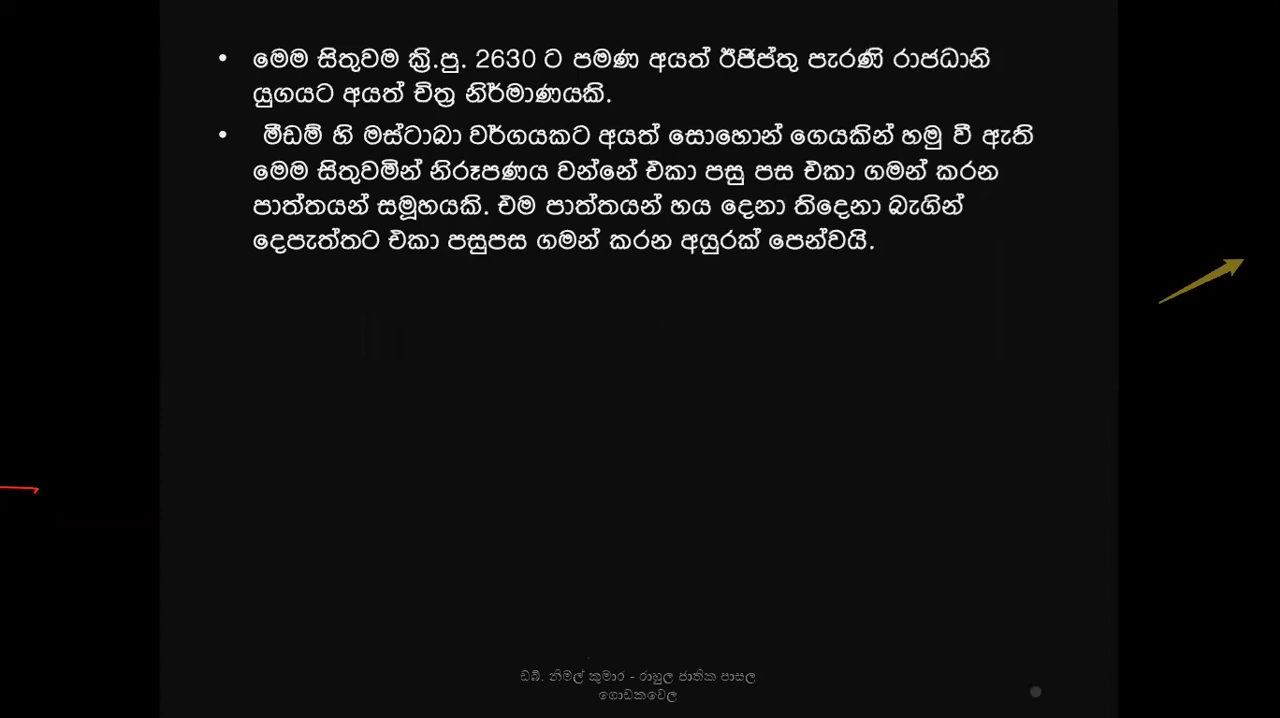 • මෙම සිතුවම ක්‍රි.පු. 2630 ට පමණ අයත් ඊජිප්තු පැරණි රාජධානි
යුගයට අයත් චිත්‍ර නිර්මාණයකි.
• මීඩම් හි මස්ටාබා වර්ගයකට අයත් සොහොන් ගෙයකින් හමු වී ඇති
මෙම සිතුවමින් නිරූපණය වන්නේ එකා පසු පස එකා ගමන් කරන
පාත්තයන් සමූහයකි. එම පාත්තයන් හය දෙනා තිදෙනා බැගින්
දෙපැත්තට එකා පසුපස ගමන් කරන අයුරක් පෙන්වයි.
ඩබ්. නිමල් කුමාර - රාහුල ජාතික පාසල
ගොඩකවෙල